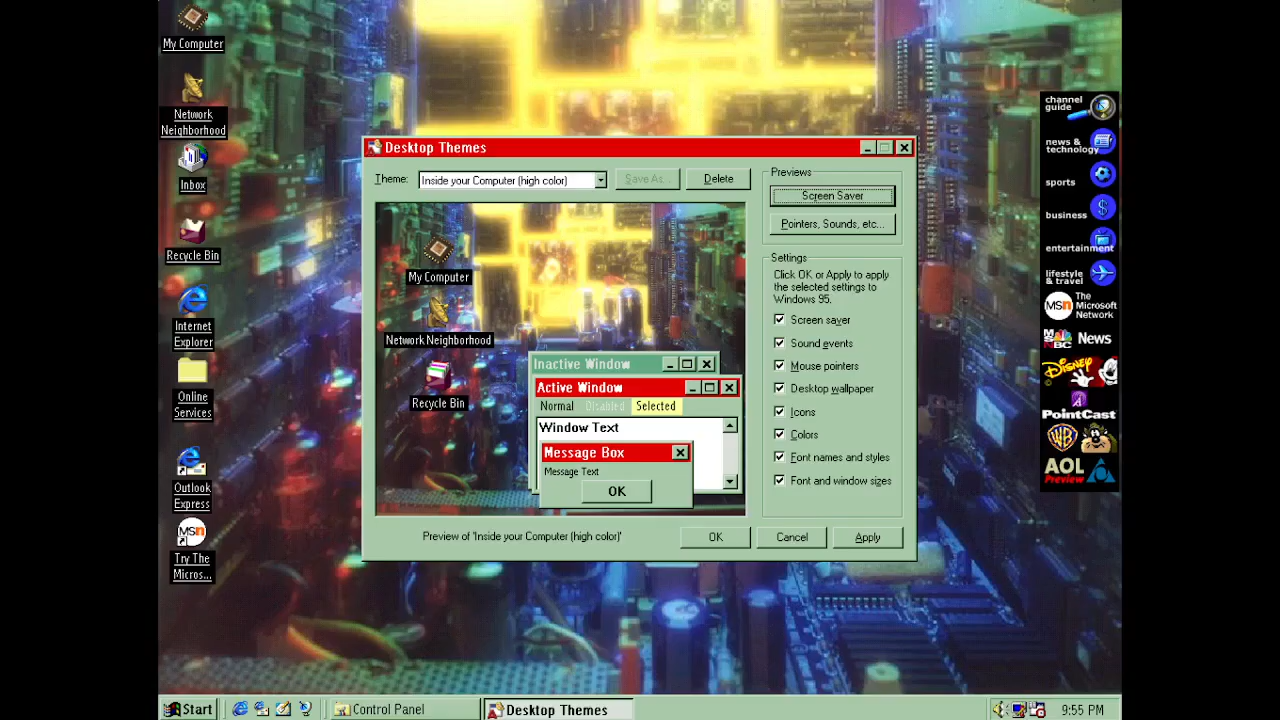 My Computer
Network
Neighborhood
Inbox
Recycle Bin
Internet
Explorer
Online
Services
Outlook
Express
MSn
Try The
Micros...
Desktop Themes
Theme:
Inside your Computer (high color)
Save As...
Delete
Previews
Screen Saver
Pointers, Sounds, etc...
My Computer
Network Neighborhood
Recycle Bin
Inactive Window
Active Window
Normal Disabled Selected
Window Text
Message Box
Message Text
OK
Settings
Click OK or Apply to apply
the selected settings to
Windows 95.
Screen saver
Sound events
Mouse pointers
Desktop wallpaper
Icons
Colors
Font names and styles
Font and window sizes
Preview of 'Inside your Computer (high color)'
OK
Cancel
Apply
channel
guide
news &
technology
sports
business
entertainment
lifestyle
& travel
MSn
The
Microsoft
Network
MSNBC News
Disney
PointCast
WB
AOL
Preview
Start
Control Panel
Desktop Themes
9:55 PM